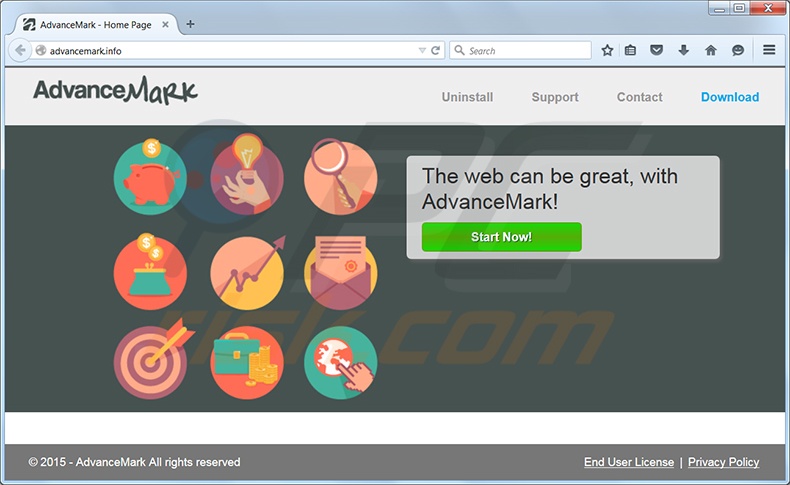 AdvanceMark - Home Page
advancemark.info
Search
AdvanceMark
Uninstall Support Contact Download
The web can be great, with
AdvanceMark!
Start Now!
PC
risk.com
© 2015 - AdvanceMark All rights reserved
End User License | Privacy Policy